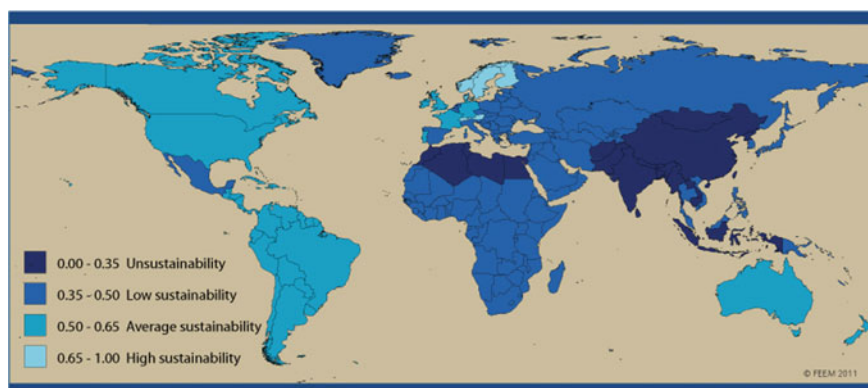 0.00 - 0.35 Unsustainability
0.35 - 0.50 Low sustainability
0.50 - 0.65 Average sustainability
0.65 - 1.00 High sustainability
© FEEM 2011